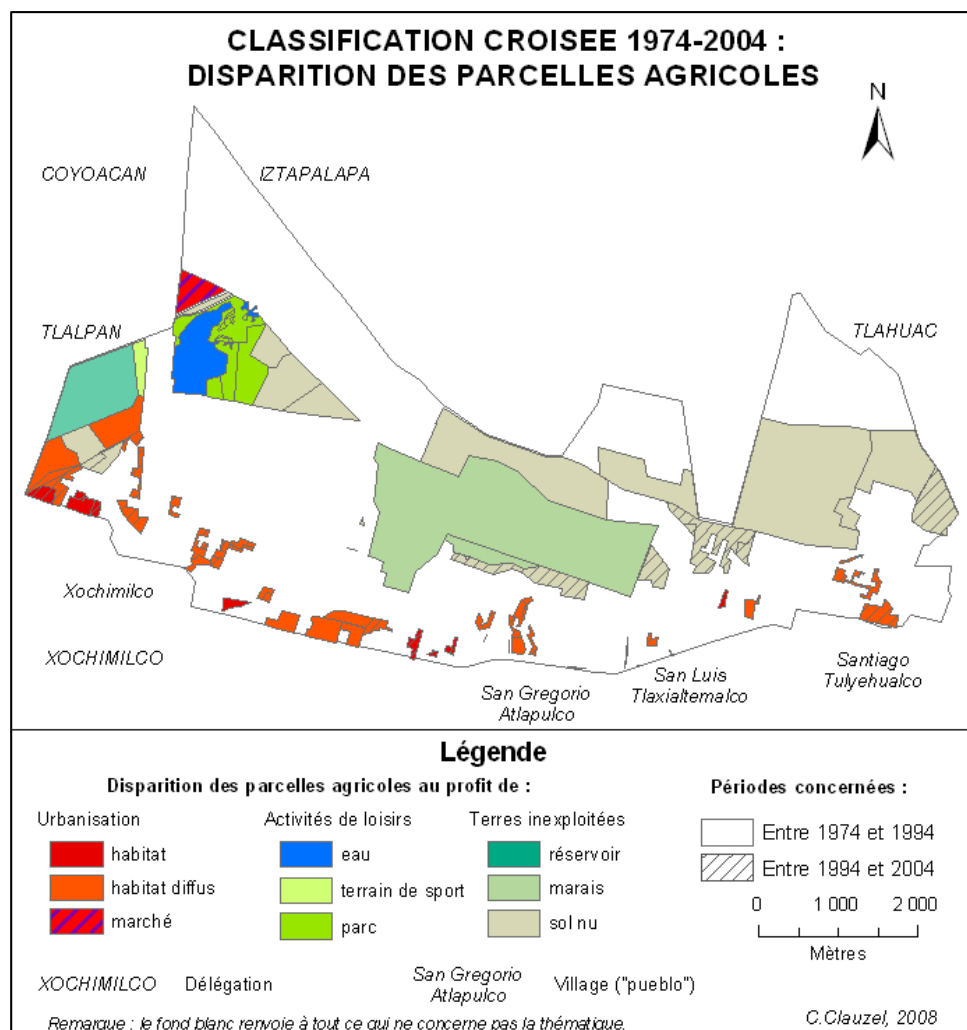 CLASSIFICATION CROISEE 1974-2004 :
DISPARITION DES PARCELLES AGRICOLES
N
COYOACAN
IZTAPALAPA
TLALPAN
TLAHUAC
Xochimilco
XOCHIMILCO
San Gregorio
Atlapulco
San Luis
Tlaxialtemalco
Santiago
Tulyehualco
Légende
Disparition des parcelles agricoles au profit de :
Urbanisation
habitat
habitat diffus
marché
Activités de loisirs
eau
terrain de sport
parc
Terres inexploitées
réservoir
marais
sol nu
Périodes concernées :
Entre 1974 et 1994
Entre 1994 et 2004
0 1 000 2 000
Mètres
XOCHIMILCO Délégation
San Gregorio
Atlapulco
Village ("pueblo")
Remarque : le fond blanc renvoie à tout ce qui ne concerne pas la thématique.
C.Clauzel, 2008